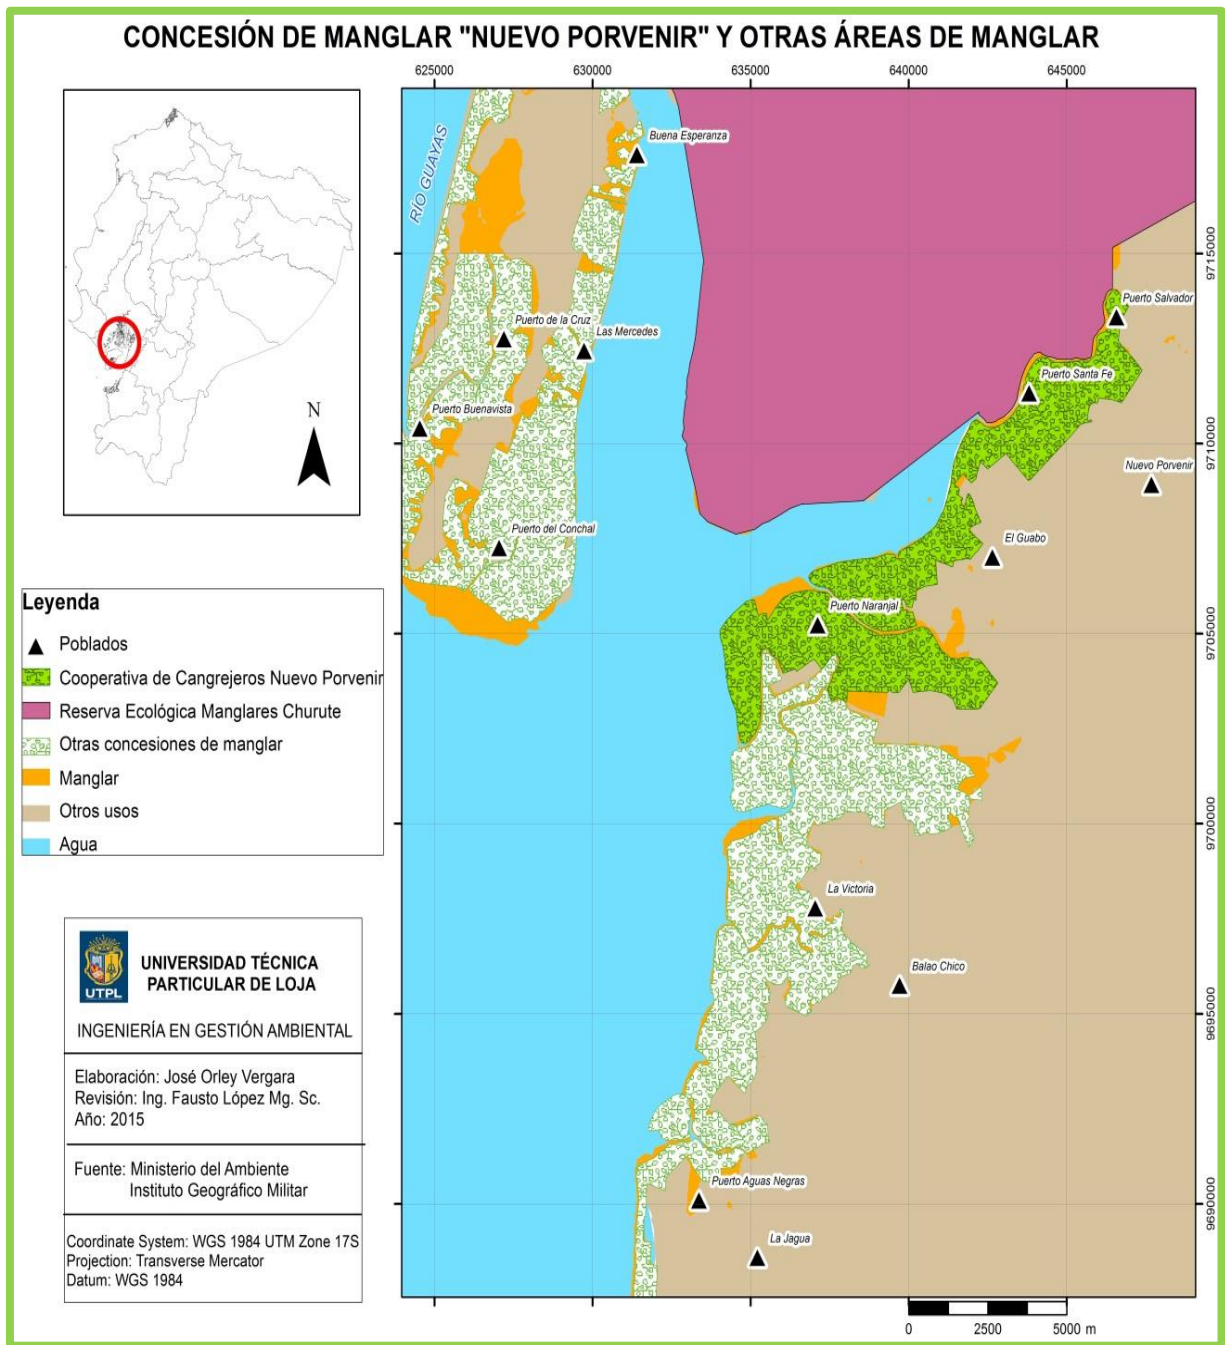 CONCESIÓN DE MANGLAR "NUEVO PORVENIR" Y OTRAS ÁREAS DE MANGLAR
625000
630000
635000
640000
645000
N
RÍO GUAYAS
Buena Esperanza
Puerto Salvador
Puerto de la Cruz
Las Mercedes
Puerto Santa Fe
Puerto Buenavista
Nuevo Porvenir
Puerto del Conchal
El Guabo
Puerto Naranjal
La Victoria
Balao Chico
Puerto Aguas Negras
La Jagua
9715000
9710000
9705000
9700000
9695000
9690000
0 2500 5000 m
Leyenda
Poblados
Cooperativa de Cangrejeros Nuevo Porvenir
Reserva Ecológica Manglares Churute
Otras concesiones de manglar
Manglar
Otros usos
Agua
UTPL
UNIVERSIDAD TÉCNICA
PARTICULAR DE LOJA
INGENIERÍA EN GESTIÓN AMBIENTAL
Elaboración: José Orley Vergara
Revisión: Ing. Fausto López Mg. Sc.
Año: 2015
Fuente: Ministerio del Ambiente
Instituto Geográfico Militar
Coordinate System: WGS 1984 UTM Zone 17S
Projection: Transverse Mercator
Datum: WGS 1984